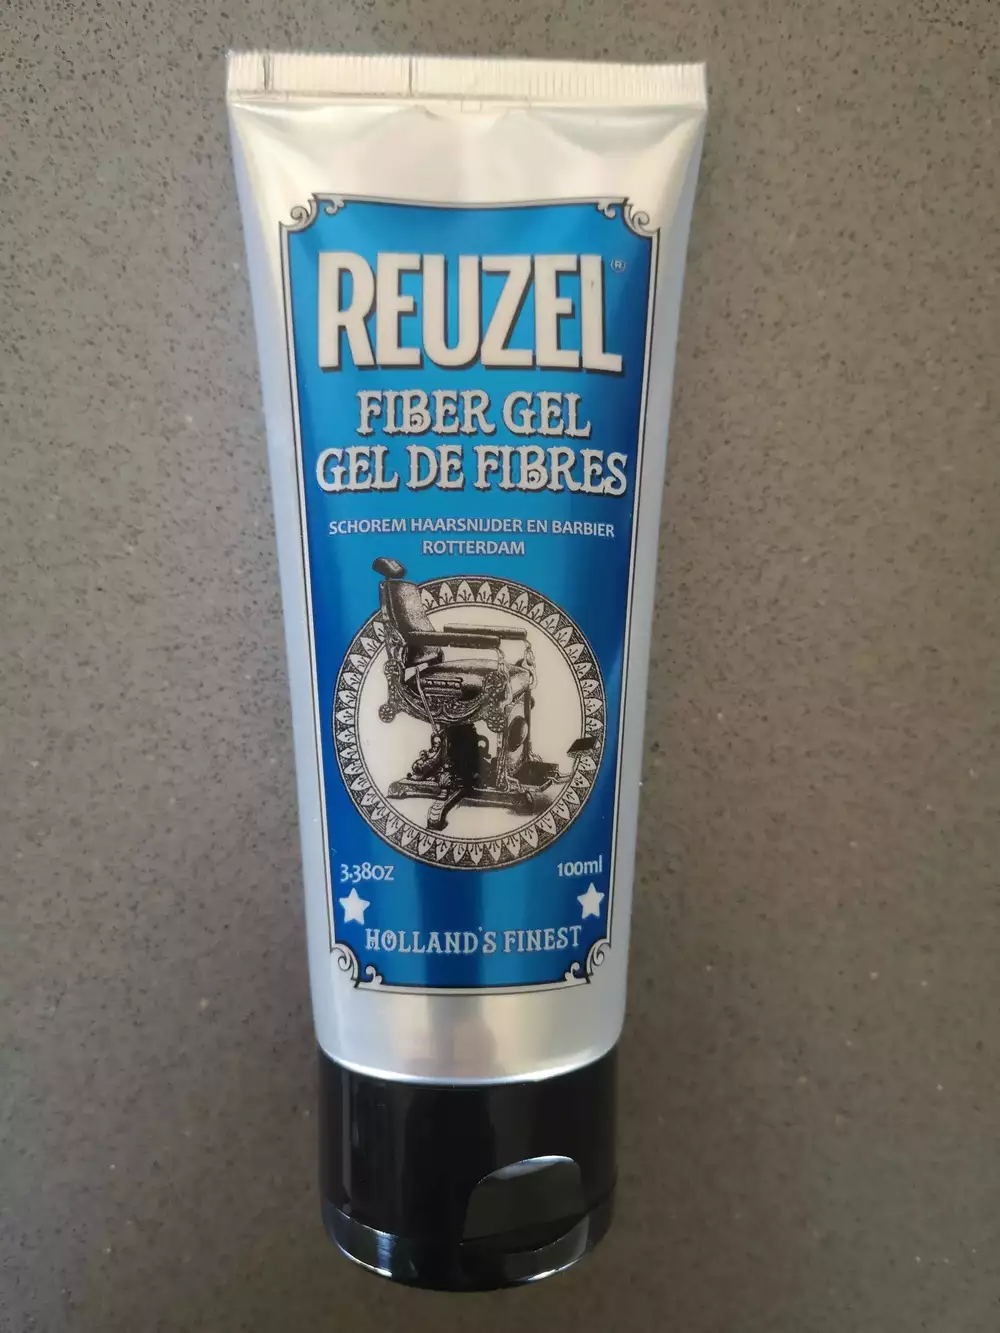 REUZEL®
FIBER GEL
GEL DE FIBRES
SCHOREM HAARSNIJDER EN BARBIER
ROTTERDAM
3.38OZ 100ml
HOLLAND'S FINEST